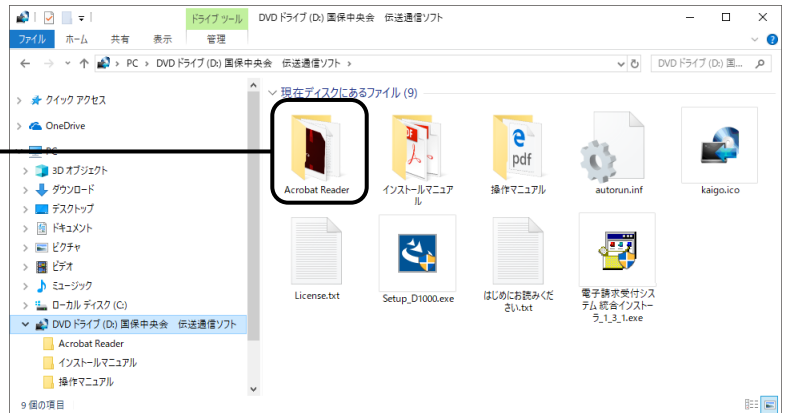 ドライブ ツール
DVD ドライブ (D:) 国保中央会 伝送通信ソフト
ファイル ホーム 共有 表示 管理
PC › DVD ドライブ (D:) 国保中央会 伝送通信ソフト ›
DVD ドライブ (D:) 国...
クイック アクセス
OneDrive
PC
3D オブジェクト
ダウンロード
デスクトップ
ドキュメント
ピクチャ
ビデオ
ミュージック
ローカル ディスク (C:)
DVD ドライブ (D:) 国保中央会 伝送通信ソフト
Acrobat Reader
インストールマニュアル
操作マニュアル
現在ディスクにあるファイル (9)
Acrobat Reader
インストールマニュア
ル
操作マニュアル
autorun.inf
kaigo.ico
License.txt
Setup_D1000.exe
はじめにお読みくだ
さい.txt
電子請求受付シス
テム 統合インストー
ラ_1_3_1.exe
PDF
pdf
9 個の項目